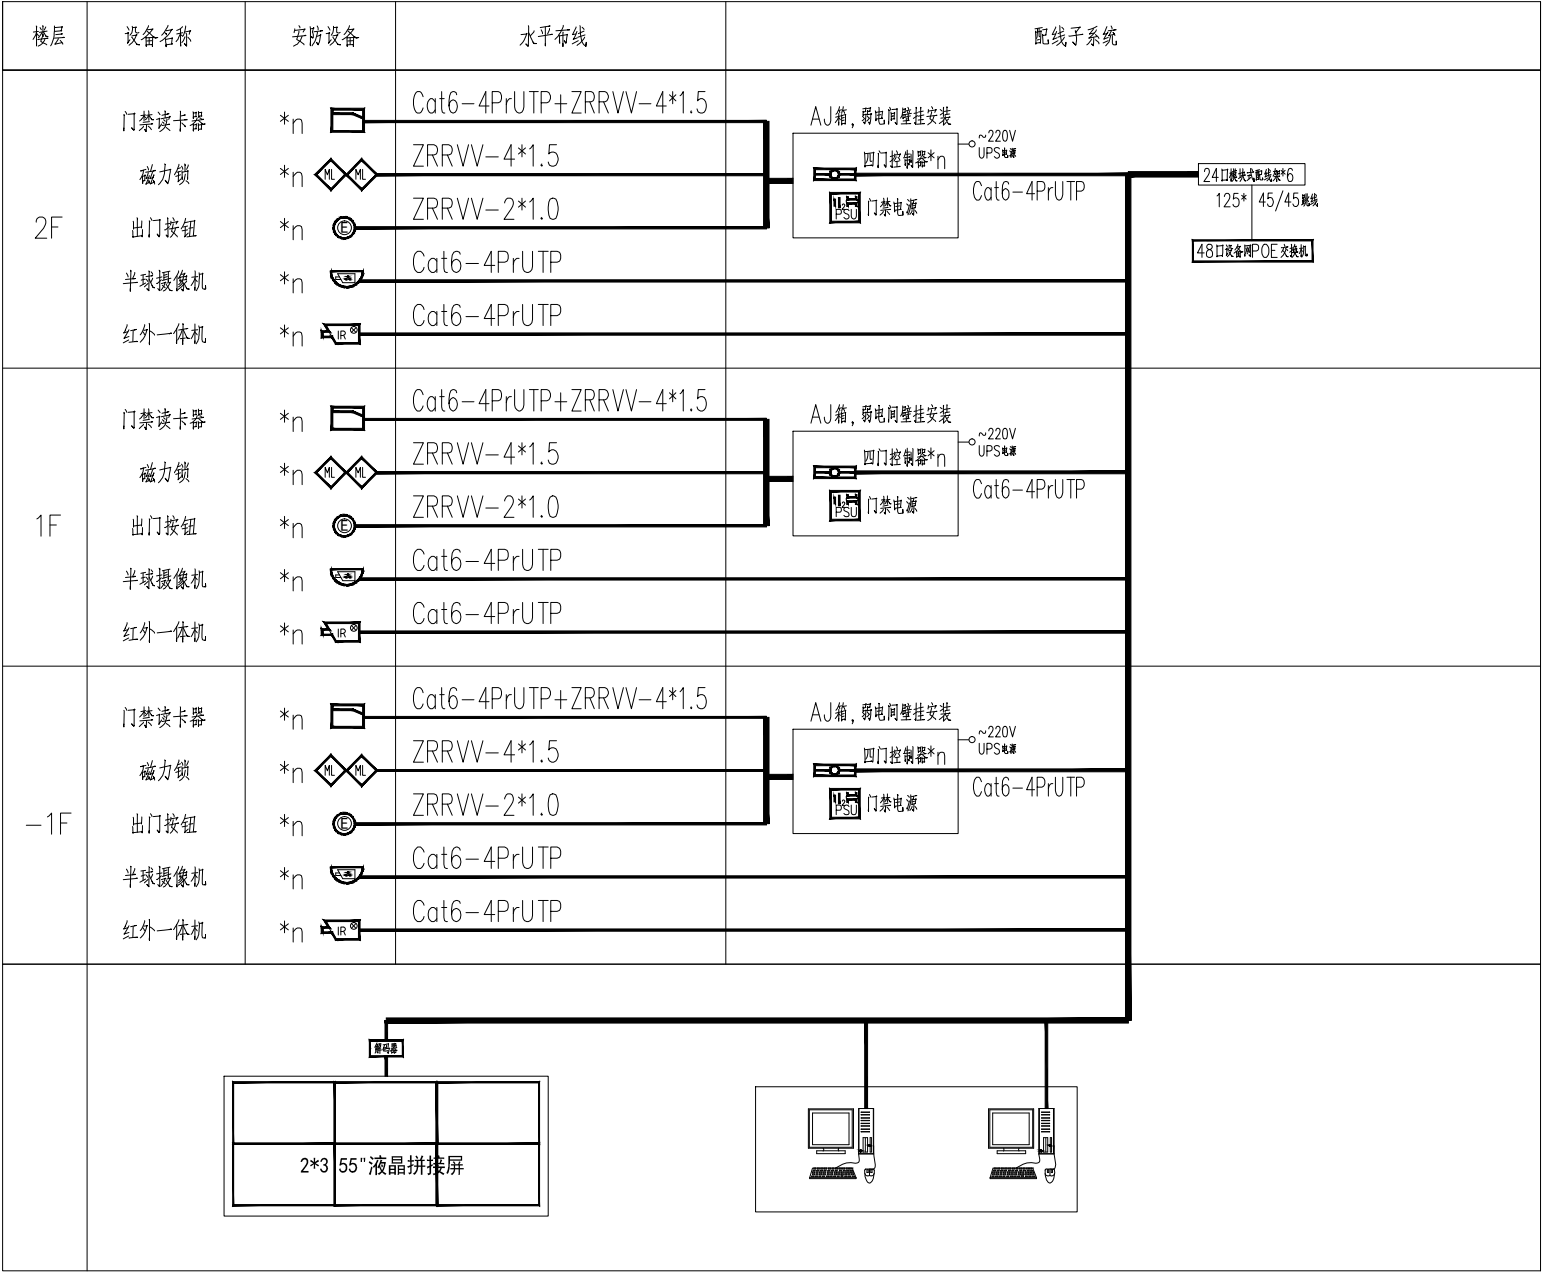 楼层 设备名称 安防设备 水平布线 配线子系统
2F
门禁读卡器 *n Cat6-4PrUTP+ZRRVV-4*1.5
磁力锁 *n ML ML ZRRVV-4*1.5
出门按钮 *n E ZRRVV-2*1.0
半球摄像机 *n Cat6-4PrUTP
红外一体机 *n IR Cat6-4PrUTP
AJ箱, 弱电间壁挂安装
~220V
UPS电源
四门控制器*n
Cat6-4PrUTP
PSU 门禁电源
24口模块式配线架*6
125* 45/45跳线
48口设备网POE交换机
1F
门禁读卡器 *n Cat6-4PrUTP+ZRRVV-4*1.5
磁力锁 *n ML ML ZRRVV-4*1.5
出门按钮 *n E ZRRVV-2*1.0
半球摄像机 *n Cat6-4PrUTP
红外一体机 *n IR Cat6-4PrUTP
AJ箱, 弱电间壁挂安装
~220V
UPS电源
四门控制器*n
Cat6-4PrUTP
PSU 门禁电源
-1F
门禁读卡器 *n Cat6-4PrUTP+ZRRVV-4*1.5
磁力锁 *n ML ML ZRRVV-4*1.5
出门按钮 *n E ZRRVV-2*1.0
半球摄像机 *n Cat6-4PrUTP
红外一体机 *n IR Cat6-4PrUTP
AJ箱, 弱电间壁挂安装
~220V
UPS电源
四门控制器*n
Cat6-4PrUTP
PSU 门禁电源
解码器
2*3 55"液晶拼接屏